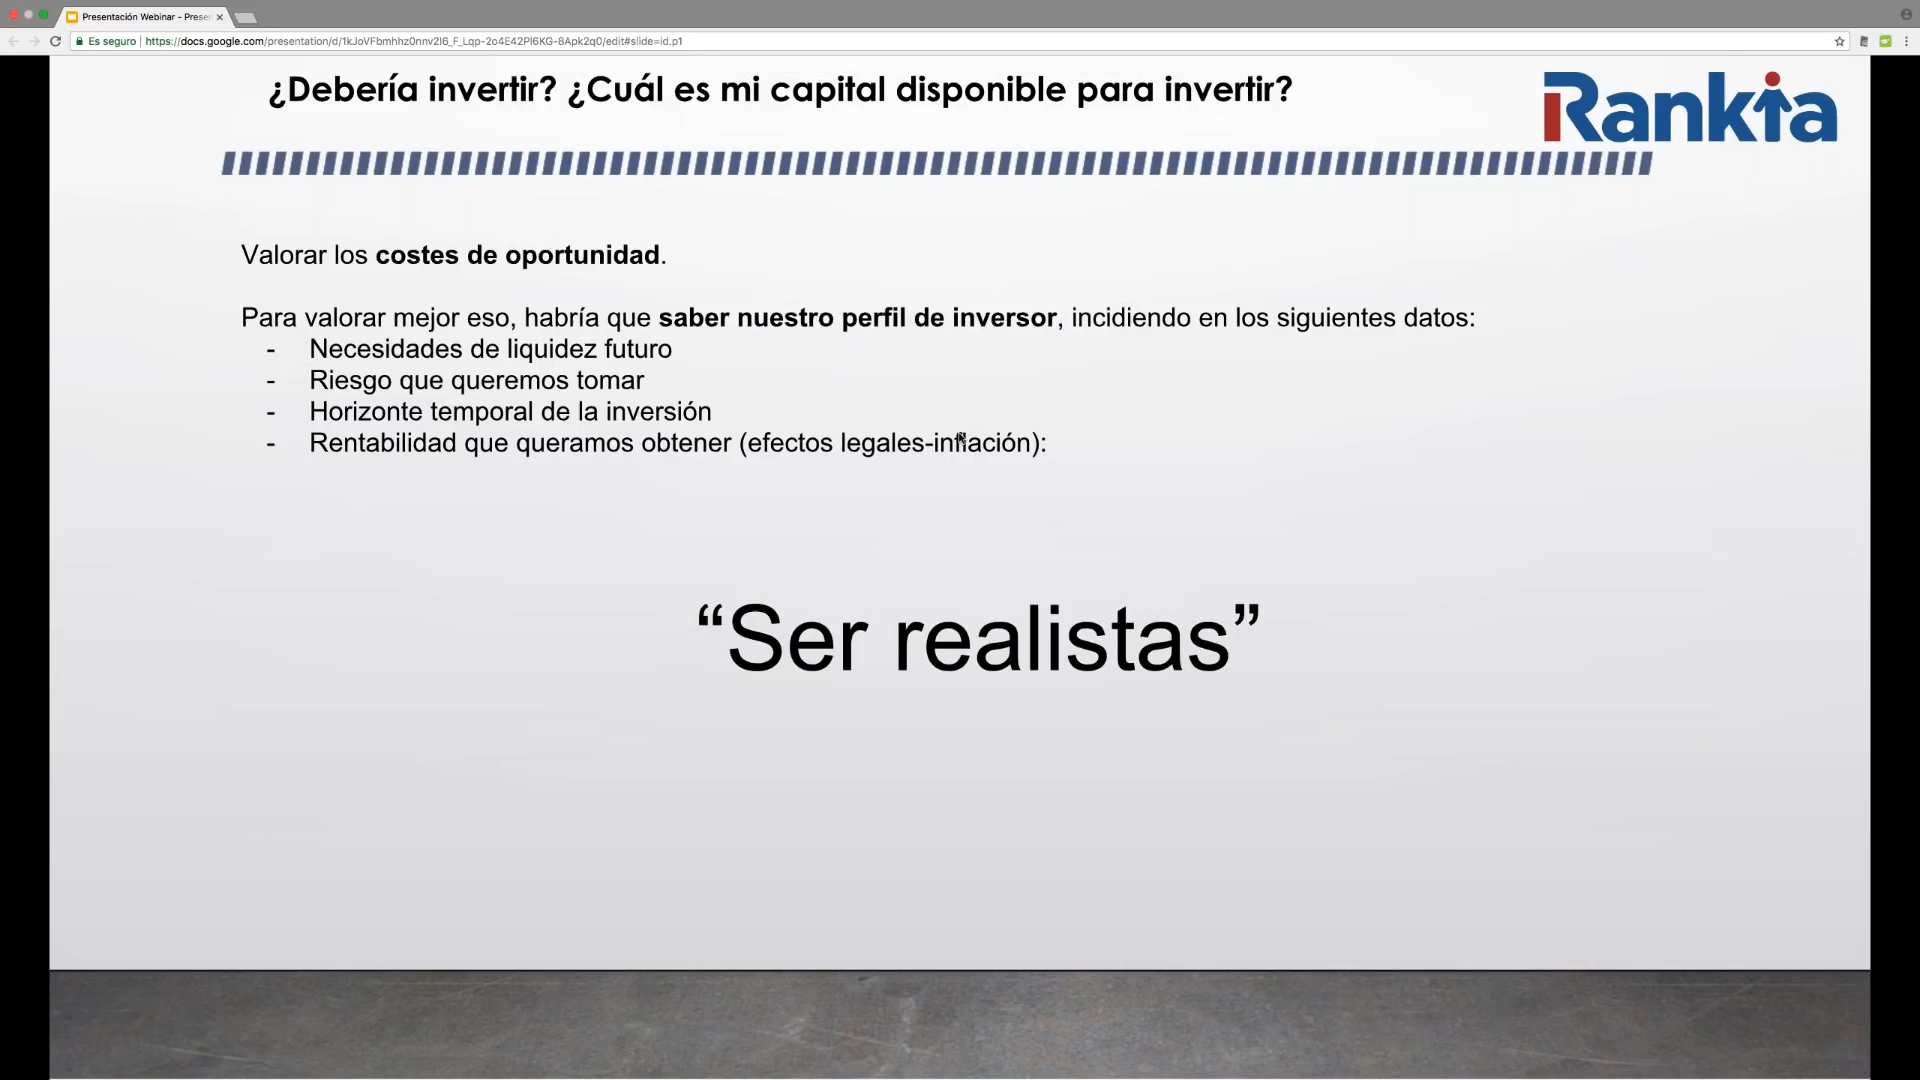 Presentación Webinar - Presen
Es seguro | https://docs.google.com/presentation/d/1kJoVFbmhhz0nnv2I6_F_Lqp-2o4E42PI6KG-8Apk2q0/edit#slide=id.p1
¿Debería invertir? ¿Cuál es mi capital disponible para invertir?
Rankia
Valorar los costes de oportunidad.
Para valorar mejor eso, habría que saber nuestro perfil de inversor, incidiendo en los siguientes datos:
- Necesidades de liquidez futuro
- Riesgo que queremos tomar
- Horizonte temporal de la inversión
- Rentabilidad que queramos obtener (efectos legales-inflación):
“Ser realistas”